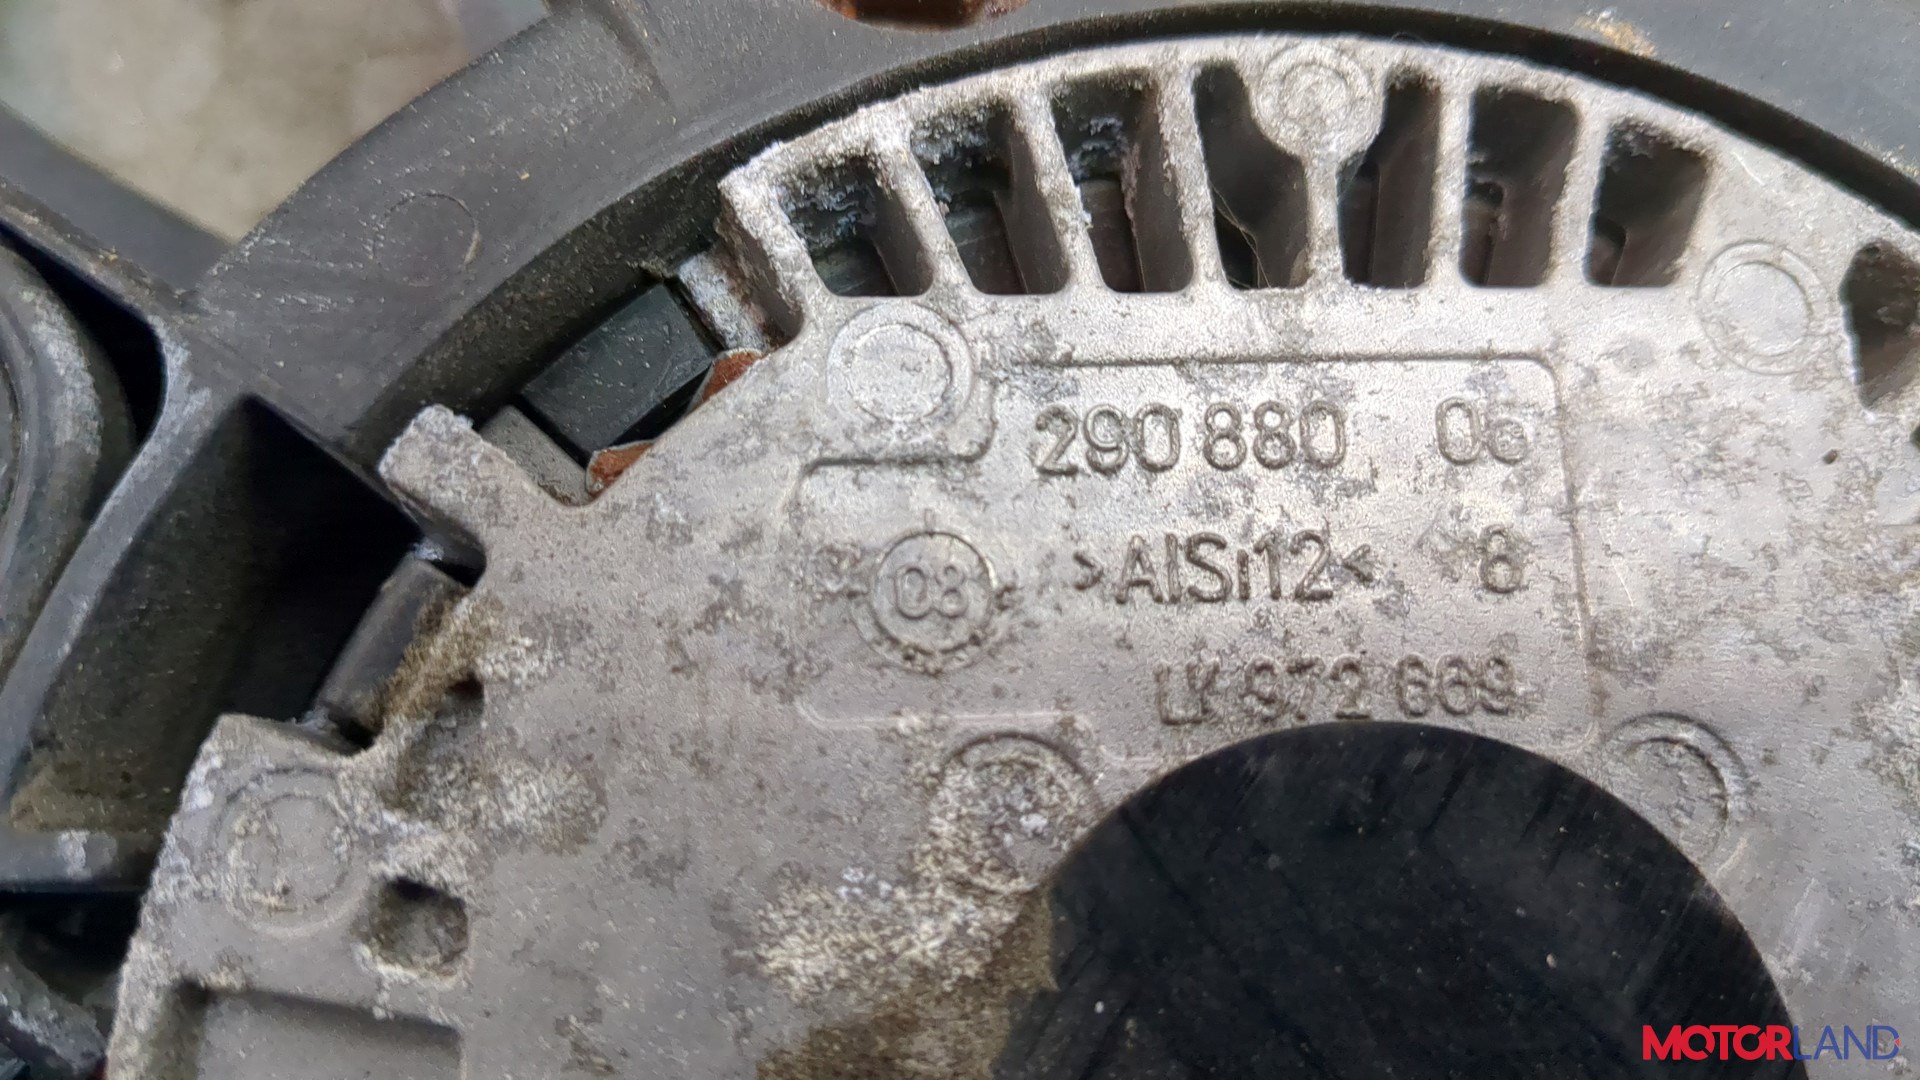 290 880 06
08 >AlSi12< 8
LK 972 669
MOTORLAND